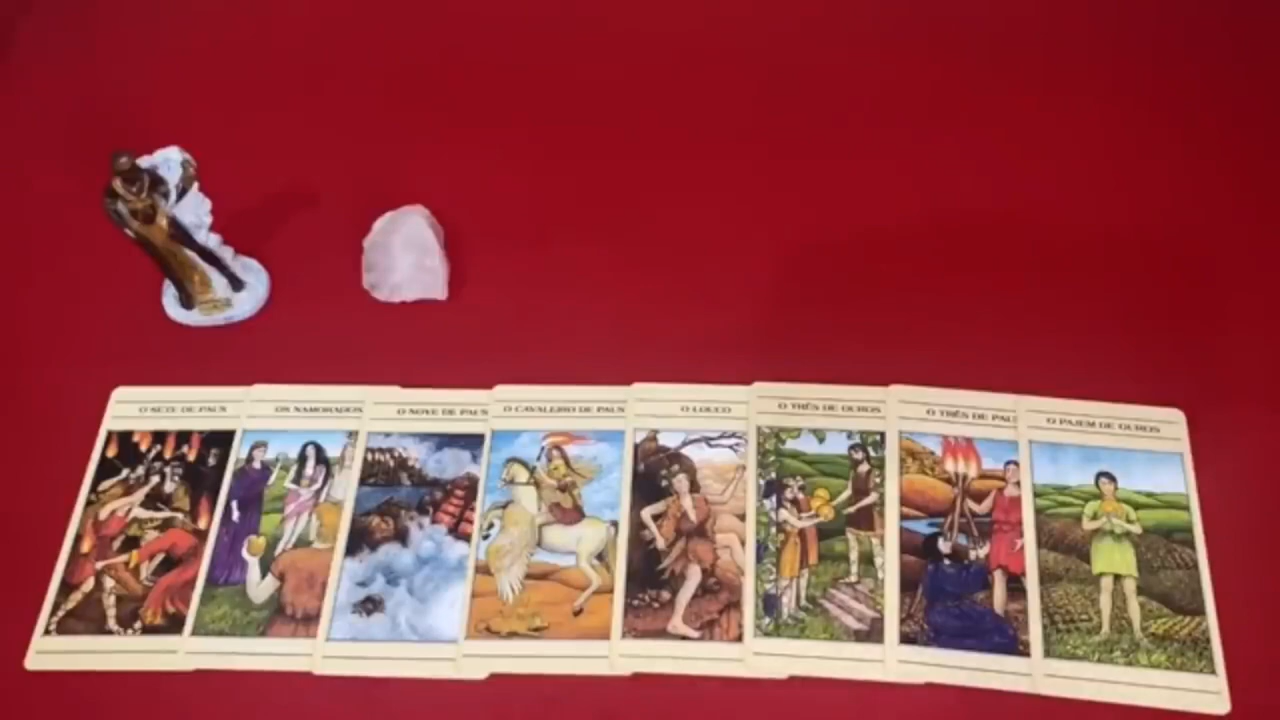 O SETE DE PAUS
OS NAMORADOS
O NOVE DE PAUS
O CAVALEIRO DE PAUS
O LOUCO
O TRÊS DE OUROS
O TRÊS DE PAUS
O PAJEM DE OUROS